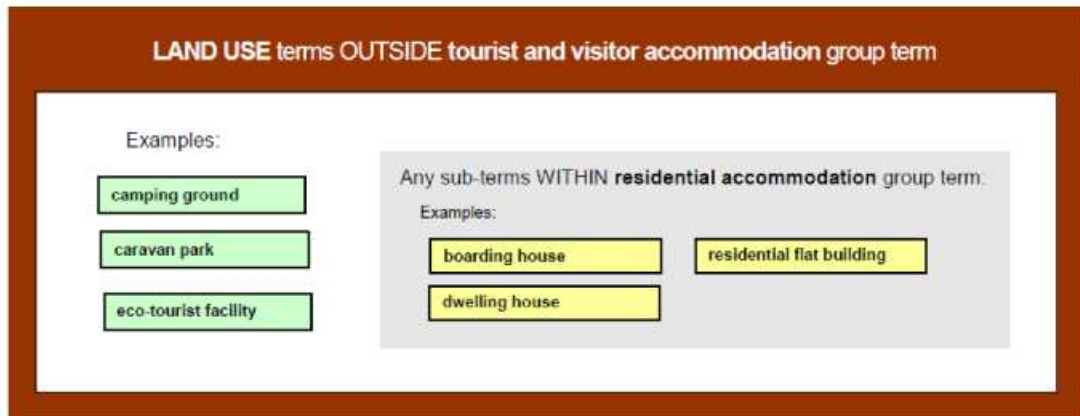 LAND USE terms OUTSIDE tourist and visitor accommodation group term
Examples:
camping ground
caravan park
eco-tourist facility
Any sub-terms WITHIN residential accommodation group term:
Examples:
boarding house
residential flat building
dwelling house